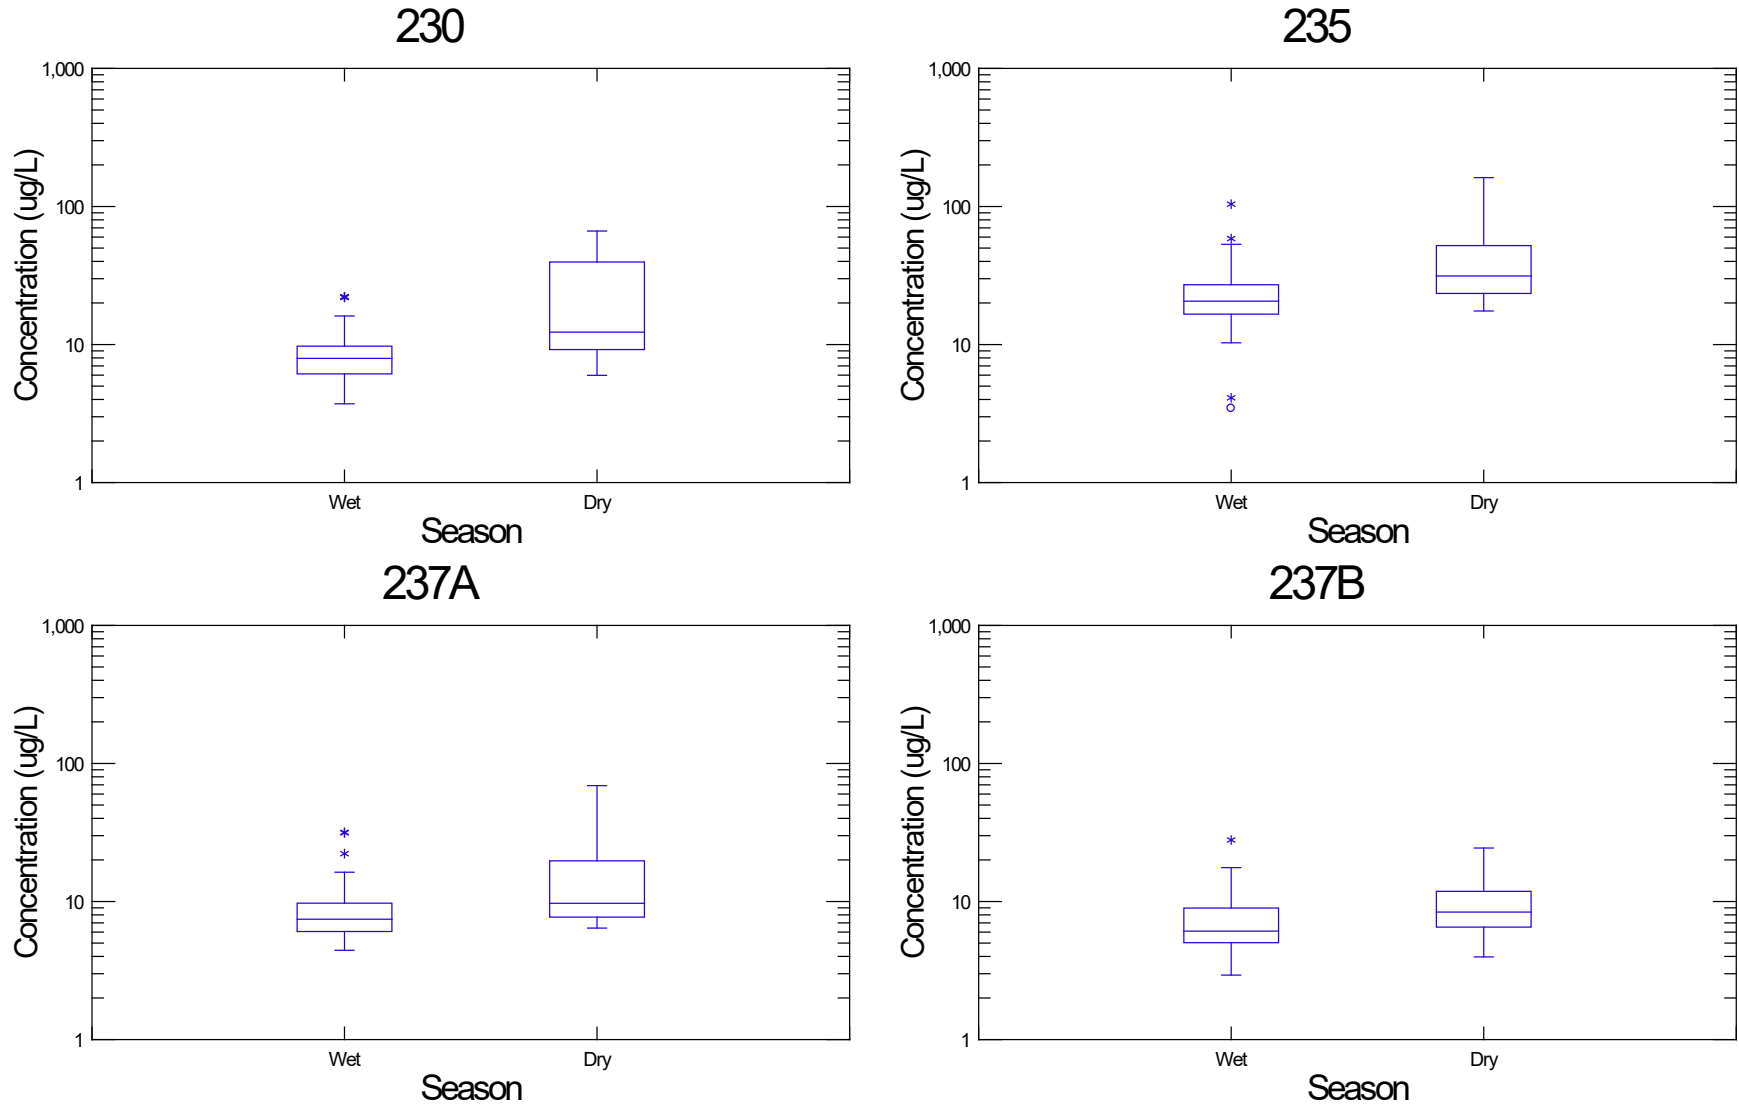 230
1,000
100
10
1
Concentration (ug/L)
Wet
Dry
Season
235
1,000
100
10
1
Concentration (ug/L)
Wet
Dry
Season
237A
1,000
100
10
1
Concentration (ug/L)
Wet
Dry
Season
237B
1,000
100
10
1
Concentration (ug/L)
Wet
Dry
Season